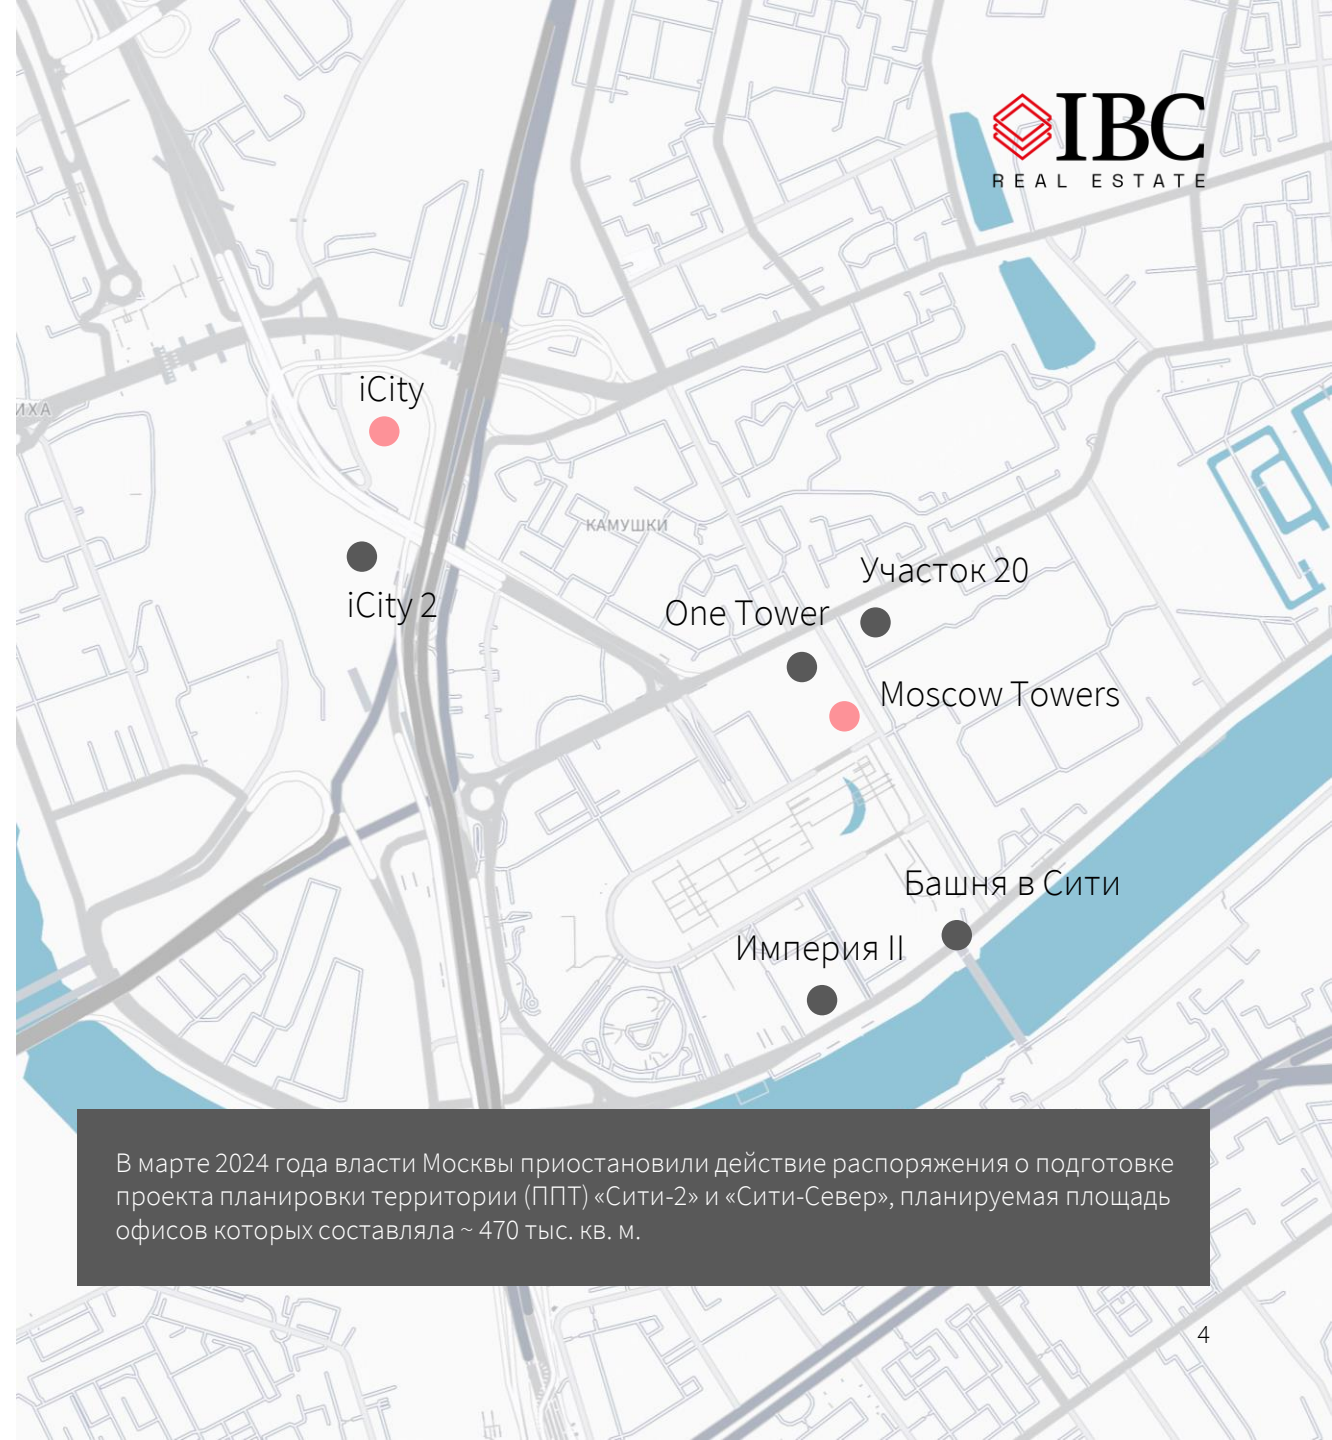 IBC
REAL ESTATE
iCity
ИХА
КАМУШКИ
iCity 2
Участок 20
One Tower
Moscow Towers
Башня в Сити
Империя II
В марте 2024 года власти Москвы приостановили действие распоряжения о подготовке
проекта планировки территории (ППТ) «Сити-2» и «Сити-Север», планируемая площадь
офисов которых составляла ~ 470 тыс. кв. м.
4